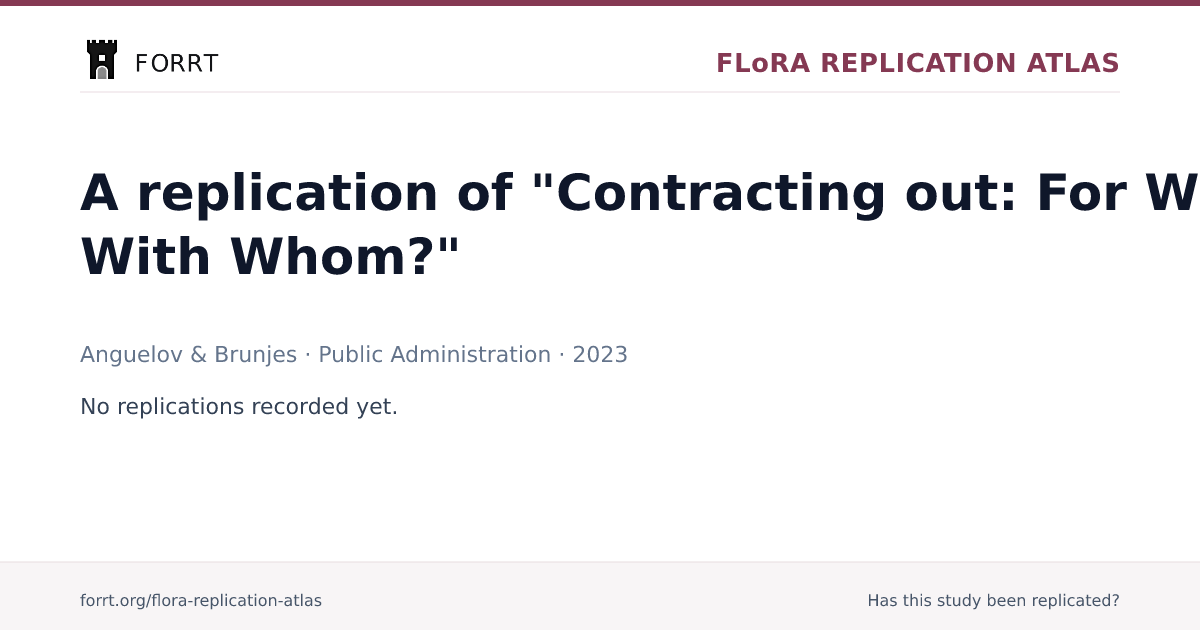 FORRT
FLoRA REPLICATION ATLAS
A replication of "Contracting out: For
With Whom?"
Anguelov & Brunjes · Public Administration · 2023
No replications recorded yet.
forrt.org/flora-replication-atlas
Has this study been replicated?